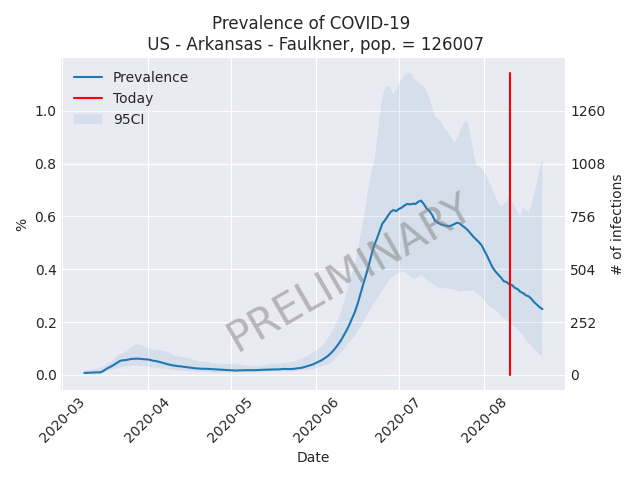 Prevalence of COVID-19
US - Arkansas - Faulkner, pop. = 126007
Prevalence
Today
95CI
1.0
0.8
0.6
0.4
0.2
0.0
%
1260
1008
756
504
252
0
# of infections
PRELIMINARY
2020-03
2020-04
2020-05
2020-06
2020-07
2020-08
Date